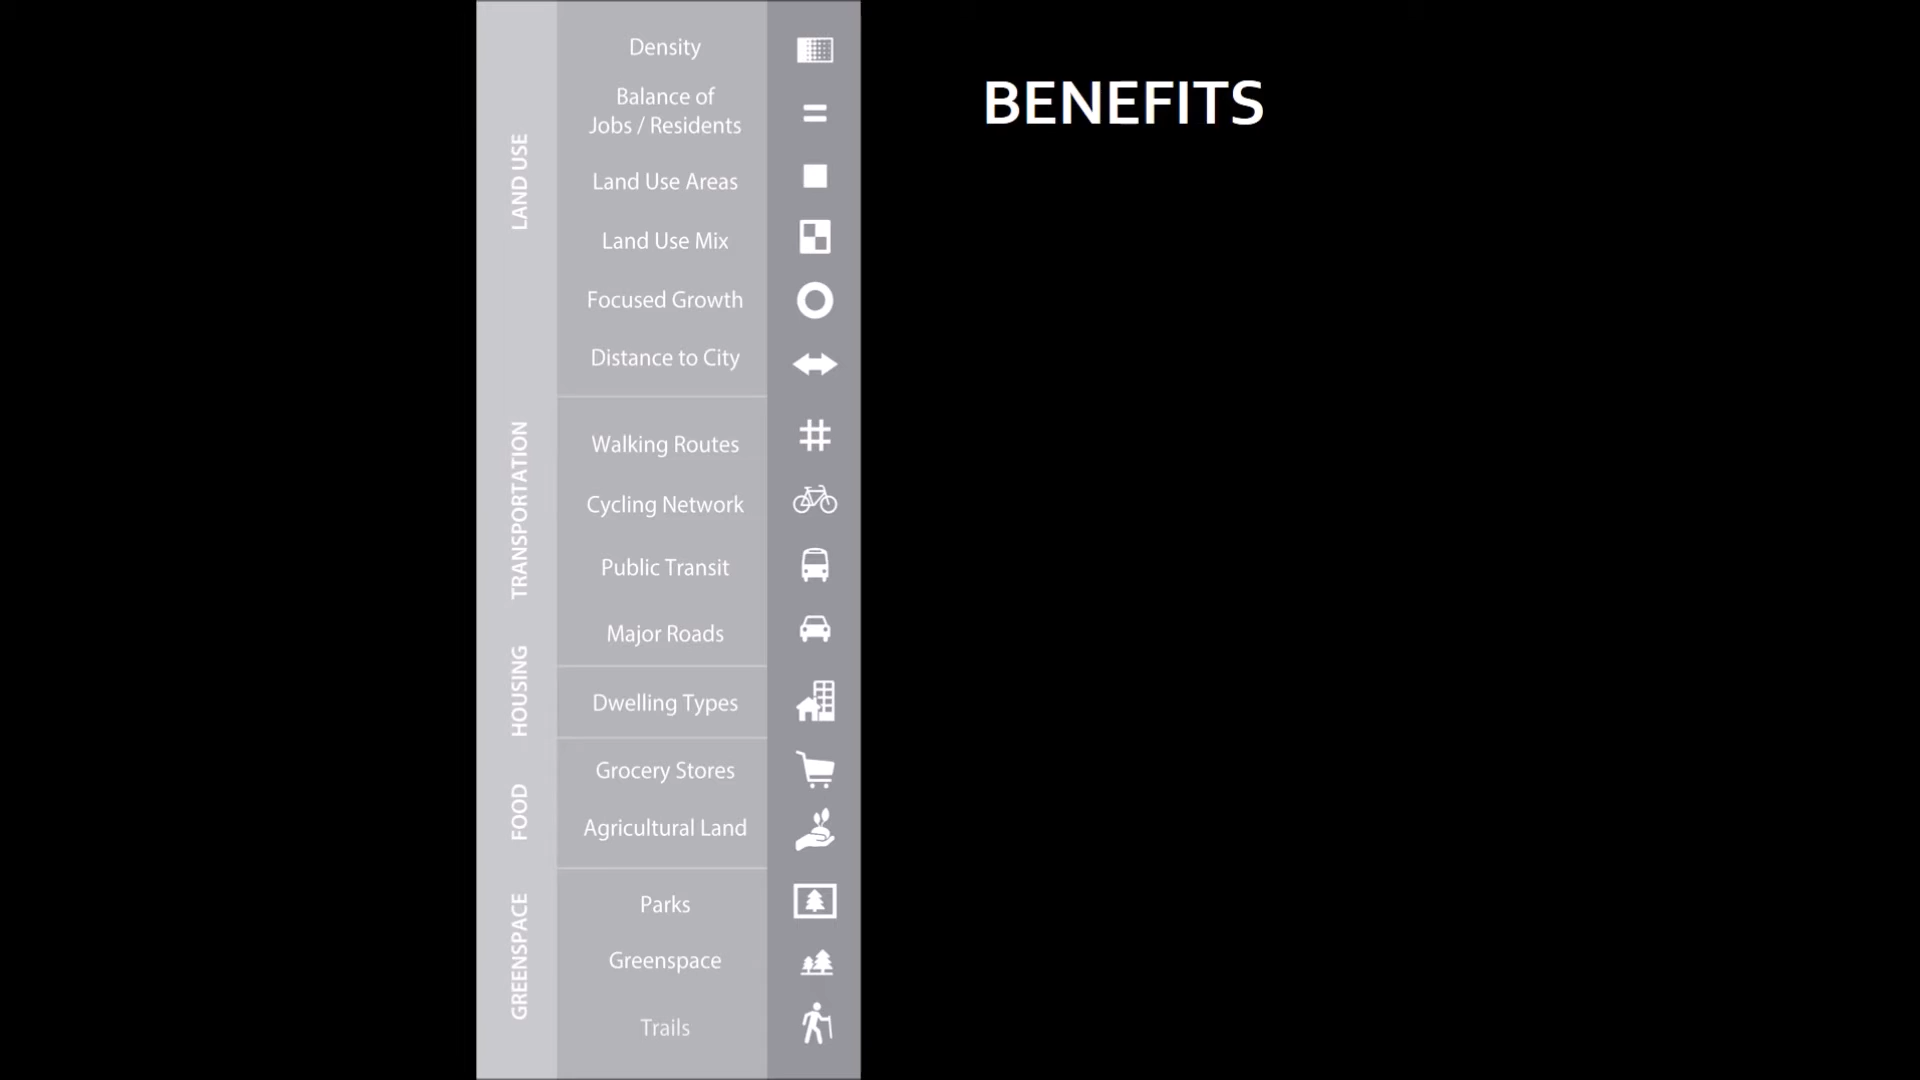 LAND USE
Density
Balance of
Jobs / Residents
Land Use Areas
Land Use Mix
Focused Growth
Distance to City
TRANSPORTATION
Walking Routes
Cycling Network
Public Transit
Major Roads
HOUSING
Dwelling Types
FOOD
Grocery Stores
Agricultural Land
GREENSPACE
Parks
Greenspace
Trails
BENEFITS